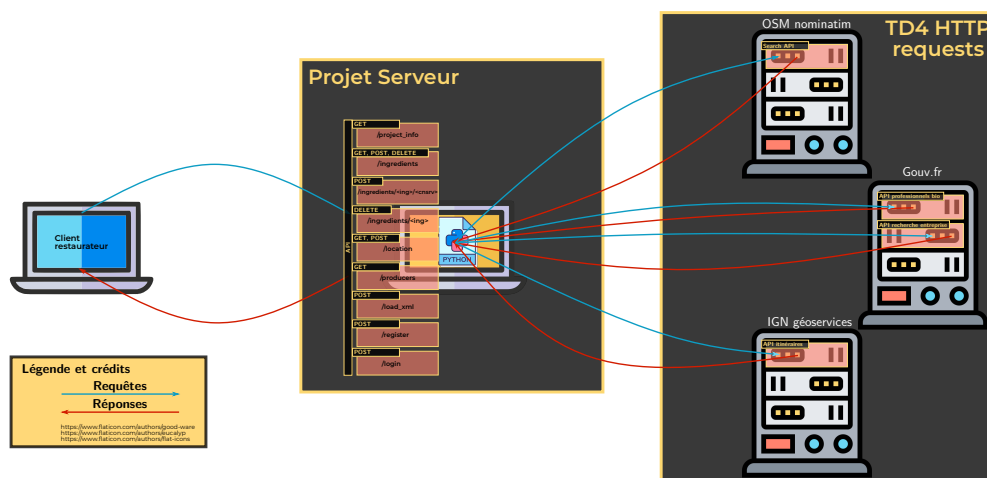 OSM nominatim
TD4 HTTP
requests
Search API
Projet Serveur
GET
/project_info
GET, POST, DELETE
/ingredients
POST
/ingredients/<ing>/<cnam>
DELETE
/ingredients/<ing>
GET, POST
/location
GET
/producers
POST
/load_xml
POST
/register
POST
/login
API
PYTHON
Client
restaurateur
Gouv.fr
API professionels bio
API recherche entreprise
IGN géoservices
API itinéraires
Légende et crédits
Requêtes
Réponses
https://www.flaticon.com/authors/good-ware
https://www.flaticon.com/authors/eucalyp
https://www.flaticon.com/authors/flat-icons